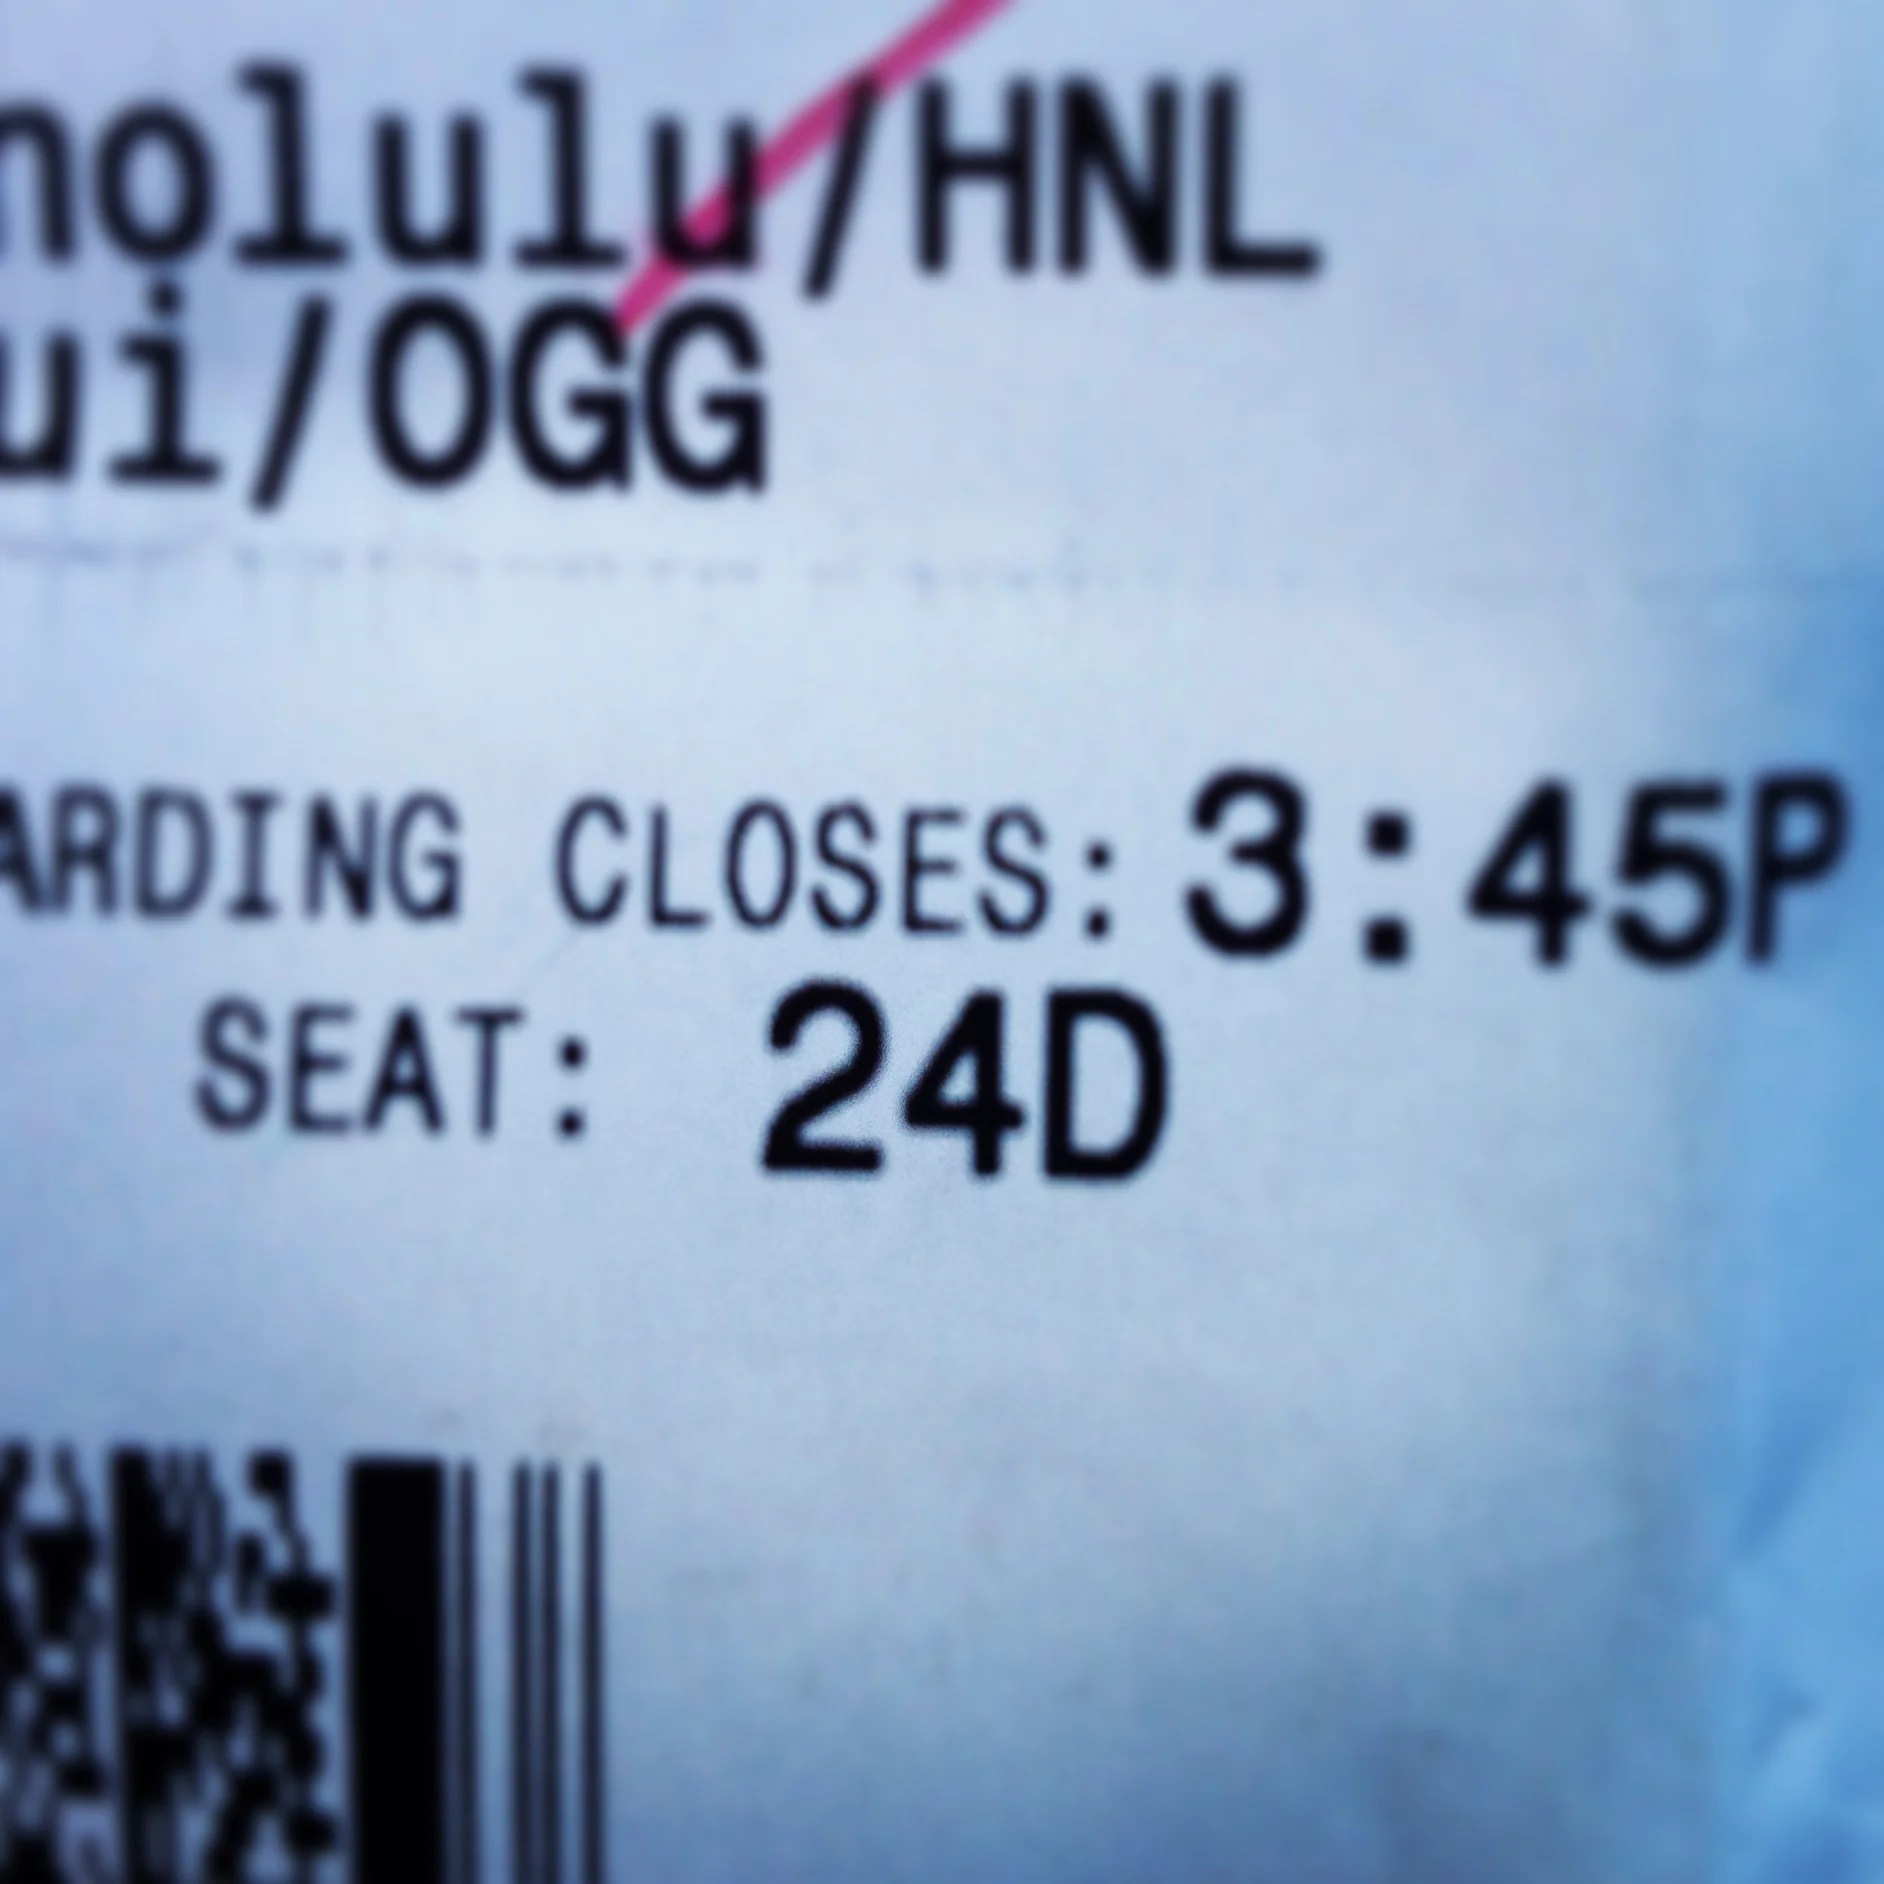 nolulu/HNL
ui/OGG
ARDING CLOSES: 3:45P
SEAT: 24D